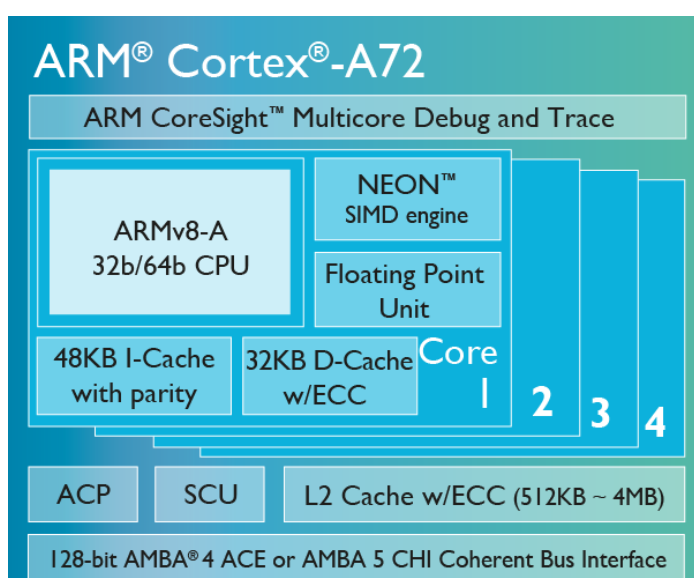 ARM® Cortex®-A72
ARM CoreSight™ Multicore Debug and Trace
ARMv8-A
32b/64b CPU
NEON™
SIMD engine
Floating Point
Unit
48KB I-Cache
with parity
32KB D-Cache
w/ECC
Core
1
2
3
4
ACP
SCU
L2 Cache w/ECC (512KB ~ 4MB)
128-bit AMBA® 4 ACE or AMBA 5 CHI Coherent Bus Interface